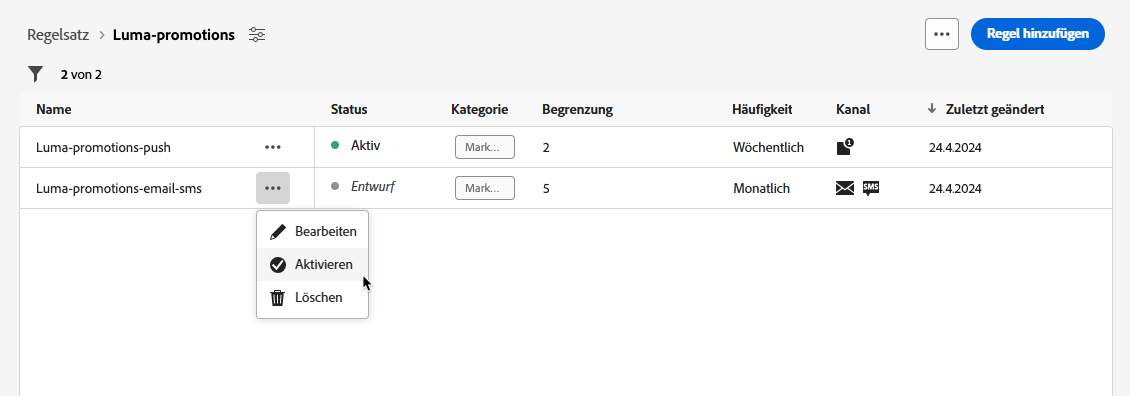 Regelsatz > Luma-promotions
Regel hinzufügen
2 von 2
Name Status Kategorie Begrenzung Häufigkeit Kanal Zuletzt geändert
Luma-promotions-push Aktiv Mark... 2 Wöchentlich 1 24.4.2024
Luma-promotions-email-sms Entwurf Mark... 5 Monatlich SMS 24.4.2024
Bearbeiten
Aktivieren
Löschen